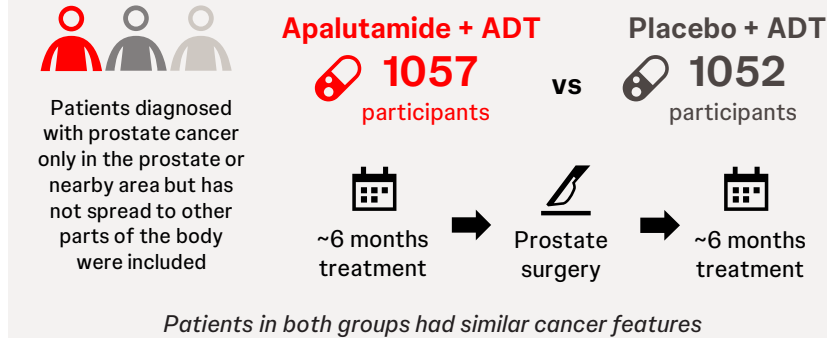 Patients diagnosed
with prostate cancer
only in the prostate or
nearby area but has
not spread to other
parts of the body
were included
Apalutamide + ADT
1057
participants
vs
Placebo + ADT
1052
participants
~6 months
treatment
Prostate
surgery
~6 months
treatment
Patients in both groups had similar cancer features